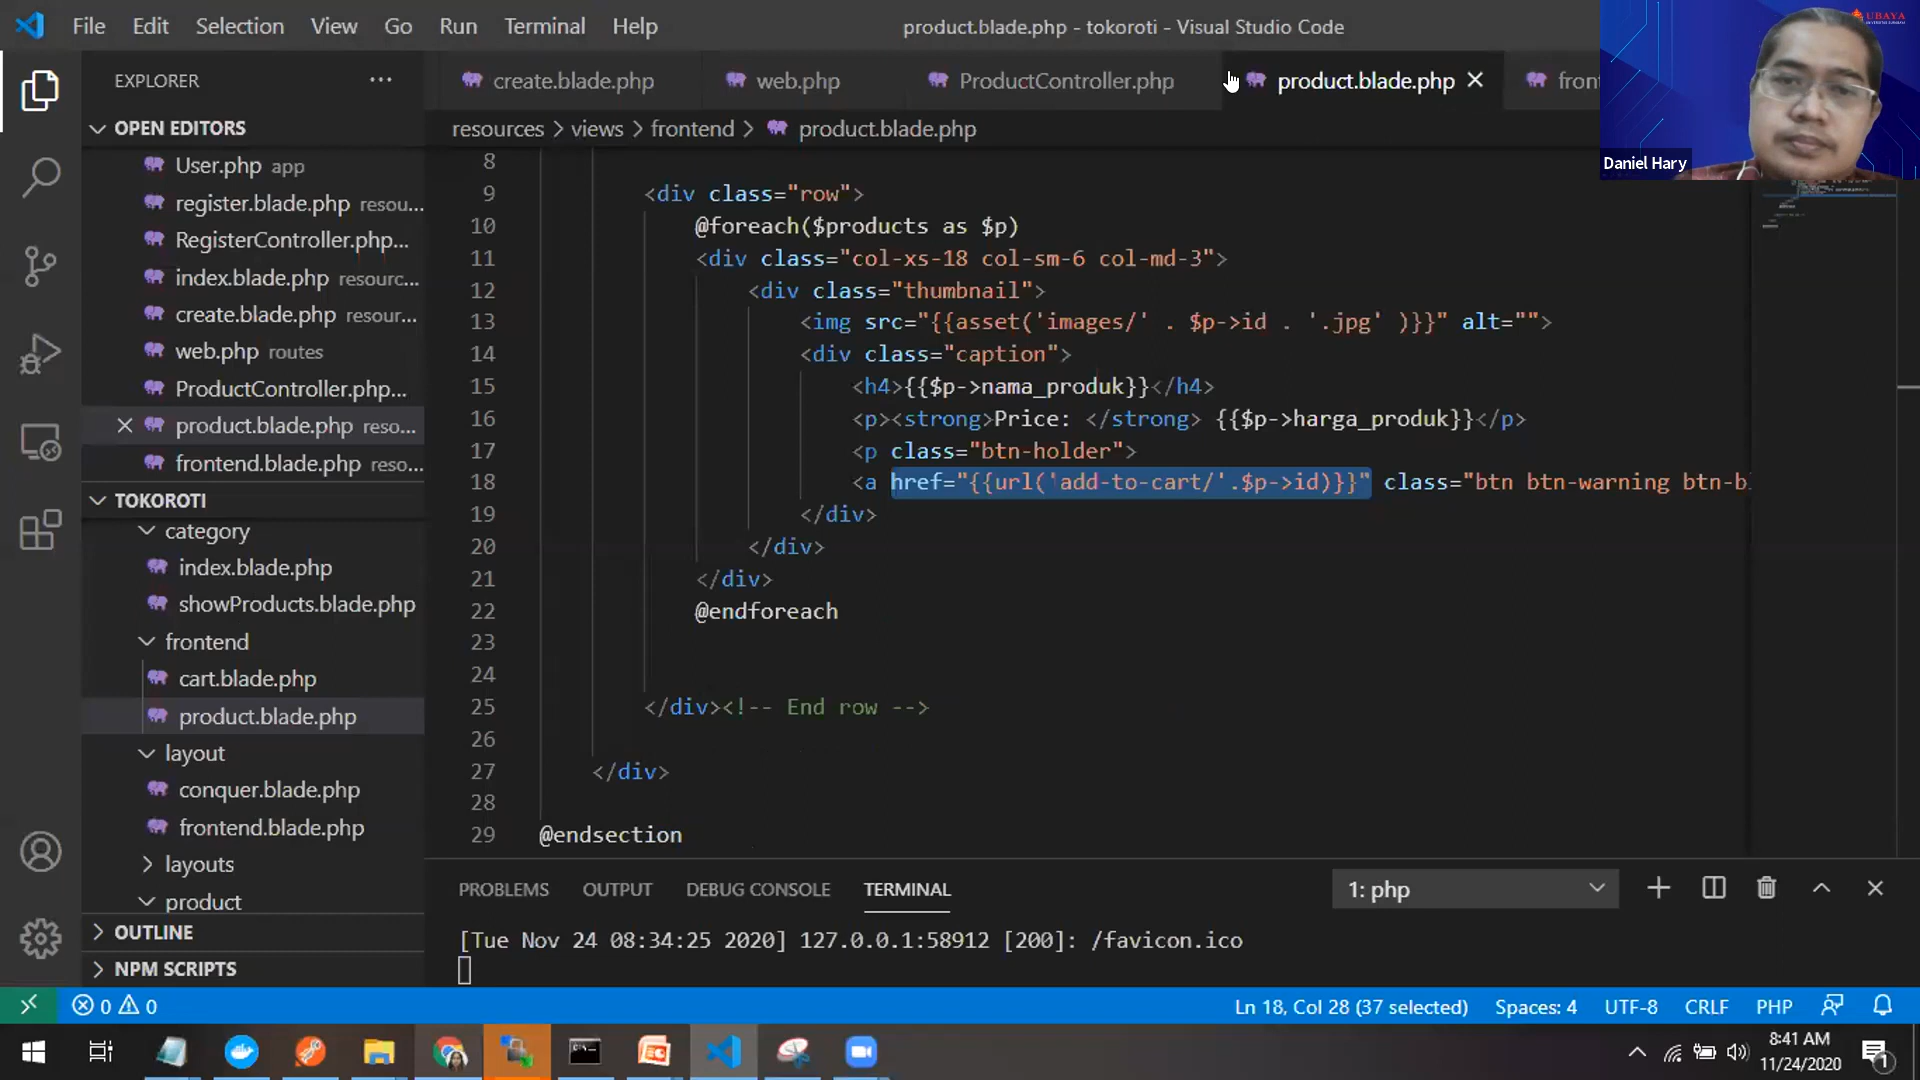 File Edit Selection View Go Run Terminal Help
product.blade.php - tokoroti - Visual Studio Code
UBAYA
Daniel Hary
EXPLORER
create.blade.php
web.php
ProductController.php
product.blade.php
fron
OPEN EDITORS
resources > views > frontend > product.blade.php
User.php app
register.blade.php resou...
RegisterController.php...
index.blade.php resourc...
create.blade.php resour...
web.php routes
ProductController.php...
product.blade.php reso...
frontend.blade.php reso...
TOKOROTI
category
index.blade.php
showProducts.blade.php
frontend
cart.blade.php
product.blade.php
layout
conquer.blade.php
frontend.blade.php
layouts
product
OUTLINE
NPM SCRIPTS
8
9 <div class="row">
10 @foreach($products as $p)
11 <div class="col-xs-18 col-sm-6 col-md-3">
12 <div class="thumbnail">
13 <img src="{{asset('images/' . $p->id . '.jpg' )}}" alt="">
14 <div class="caption">
15 <h4>{{$p->nama_produk}}</h4>
16 <p><strong>Price: </strong> {{$p->harga_produk}}</p>
17 <p class="btn-holder">
18 <a href="{{url('add-to-cart/'.$p->id)}}" class="btn btn-warning btn-b
19 </div>
20 </div>
21 </div>
22 @endforeach
23
24
25 </div><!-- End row -->
26
27 </div>
28
29 @endsection
PROBLEMS OUTPUT DEBUG CONSOLE TERMINAL
1: php
[Tue Nov 24 08:34:25 2020] 127.0.0.1:58912 [200]: /favicon.ico
0 0
Ln 18, Col 28 (37 selected) Spaces: 4 UTF-8 CRLF PHP
8:41 AM
11/24/2020
1